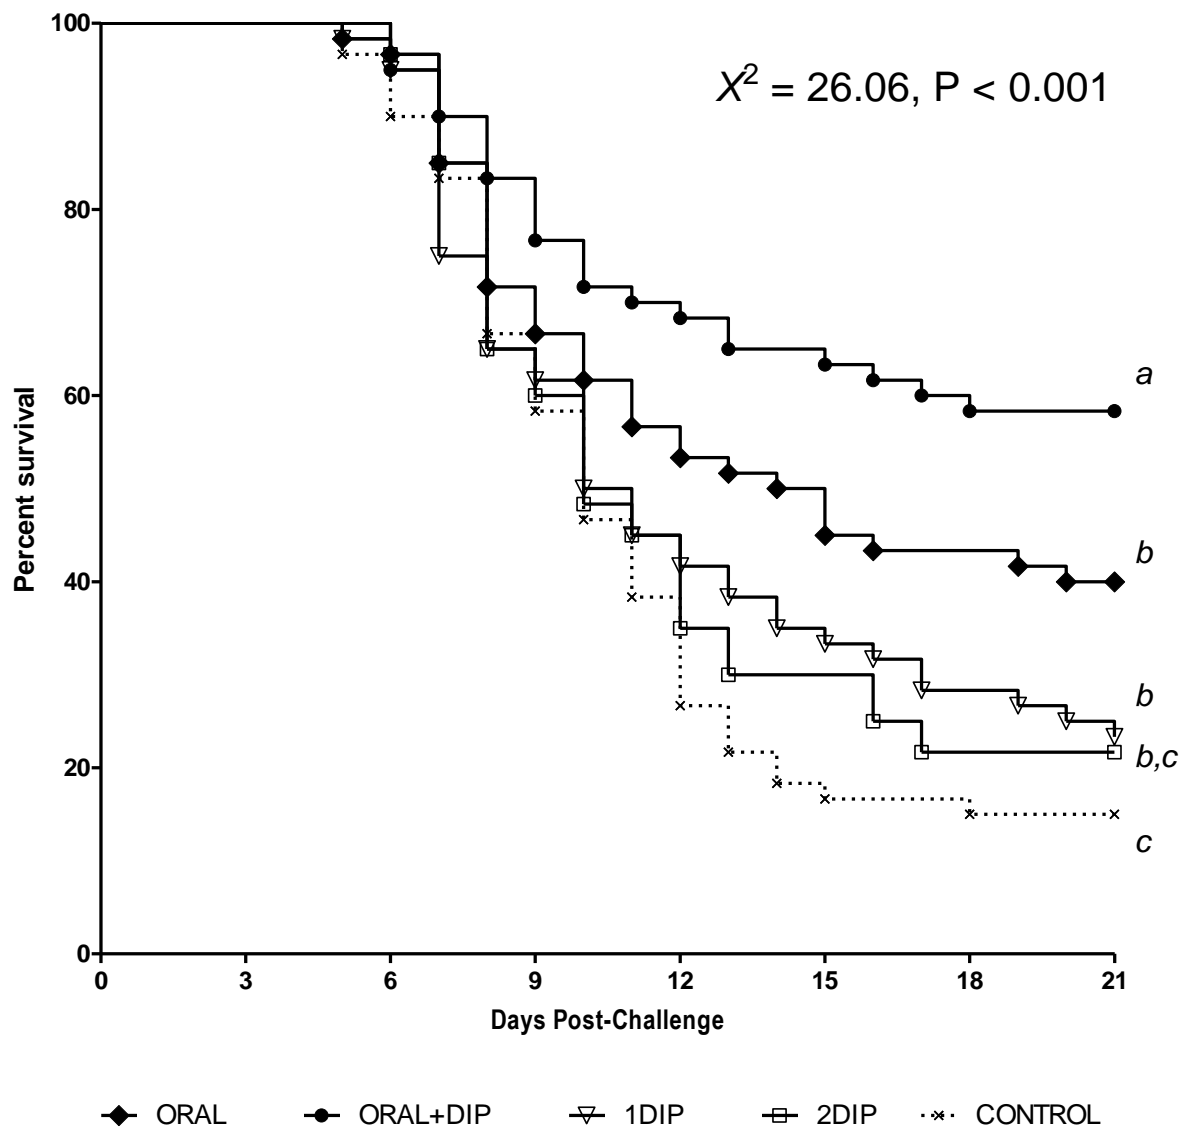 100
X² = 26.06, P < 0.001
80
a
60
b
40
b
b,c
20
c
0
0 3 6 9 12 15 18 21
Percent survival
Days Post-Challenge
ORAL ORAL+DIP 1DIP 2DIP CONTROL